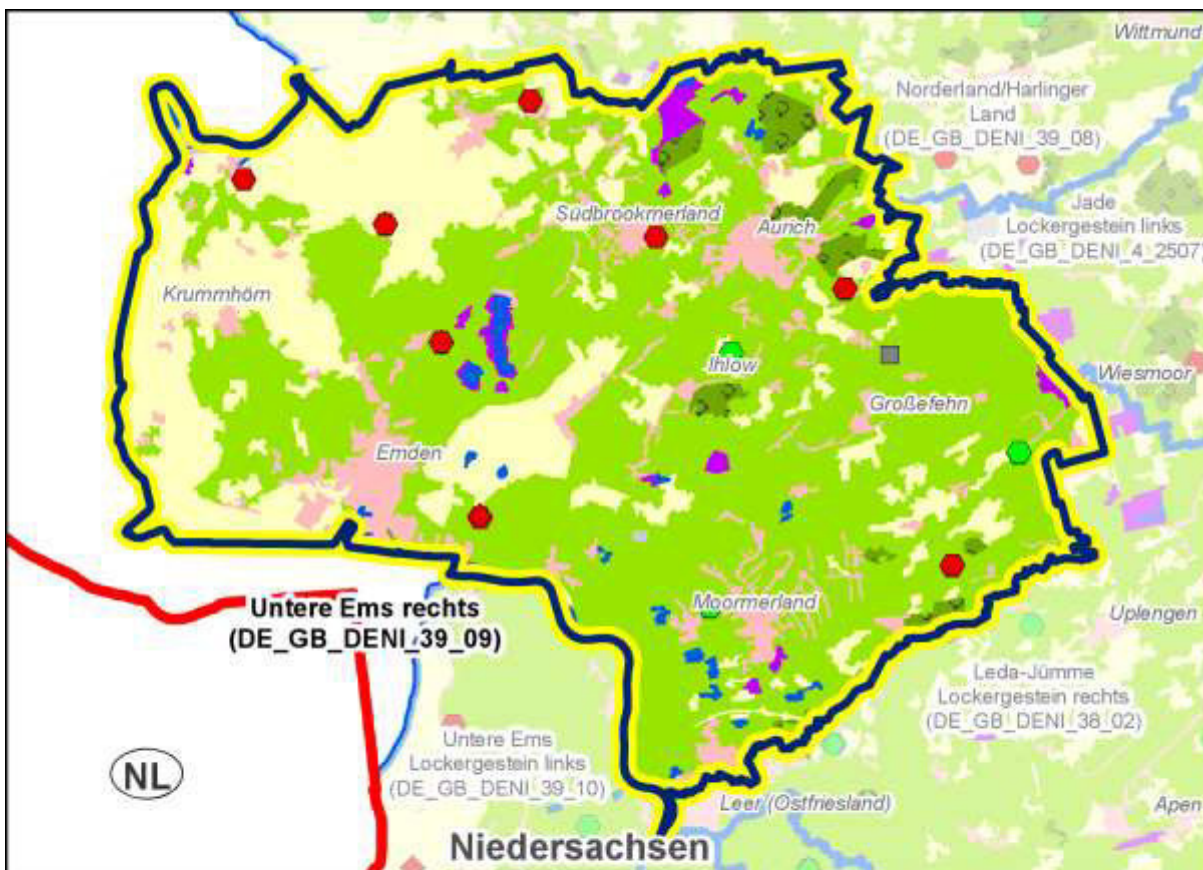 Wittmund
Norderland/Harlinger
Land
(DE_GB_DENI_39_08)
Jade
Lockergestein links
(DE_GB_DENI_4_2507)
Südbrookmerland
Aurich
Krummhörn
Ihlow
Wiesmoor
Großefehn
Emden
Moormerland
Untere Ems rechts
(DE_GB_DENI_39_09)
Uplengen
Leda-Jümme
Lockergestein rechts
(DE_GB_DENI_38_02)
Untere Ems
Lockergestein links
(DE_GB_DENI_39_10)
NL
Leer (Ostfriesland)
Apen
Niedersachsen